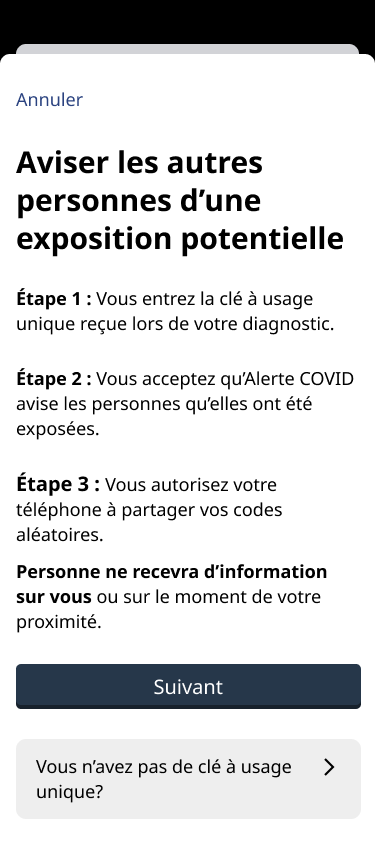 Annuler
Aviser les autres
personnes d’une
exposition potentielle
Étape 1 : Vous entrez la clé à usage
unique reçue lors de votre diagnostic.
Étape 2 : Vous acceptez qu’Alerte COVID
avise les personnes qu’elles ont été
exposées.
Étape 3 : Vous autorisez votre
téléphone à partager vos codes
aléatoires.
Personne ne recevra d’information
sur vous ou sur le moment de votre
proximité.
Suivant
Vous n’avez pas de clé à usage
unique?